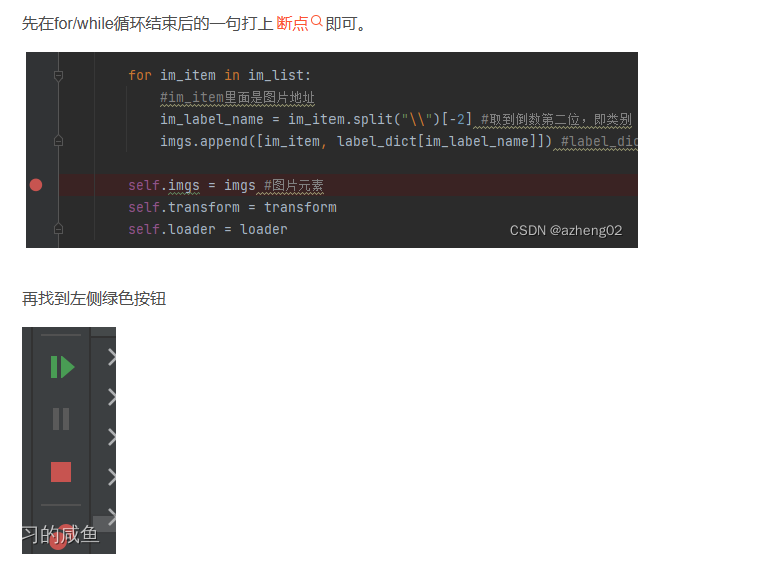 先在for/while循环结束后的一句打上 断点 即可。
for im_item in im_list:
#im_item里面是图片地址
im_label_name = im_item.split("\\")[-2] #取到倒数第二位，即类别
imgs.append([im_item, label_dict[im_label_name]]) #label_dic
self.imgs = imgs #图片元素
self.transform = transform
self.loader = loader
CSDN @azheng02
再找到左侧绿色按钮
习的咸鱼